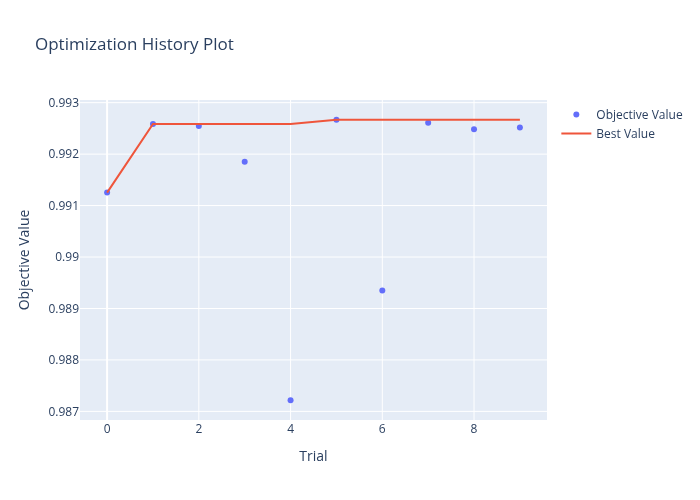 Optimization History Plot
0.993
0.992
0.991
0.99
0.989
0.988
0.987
Objective Value
0 2 4 6 8
Trial
Objective Value
Best Value